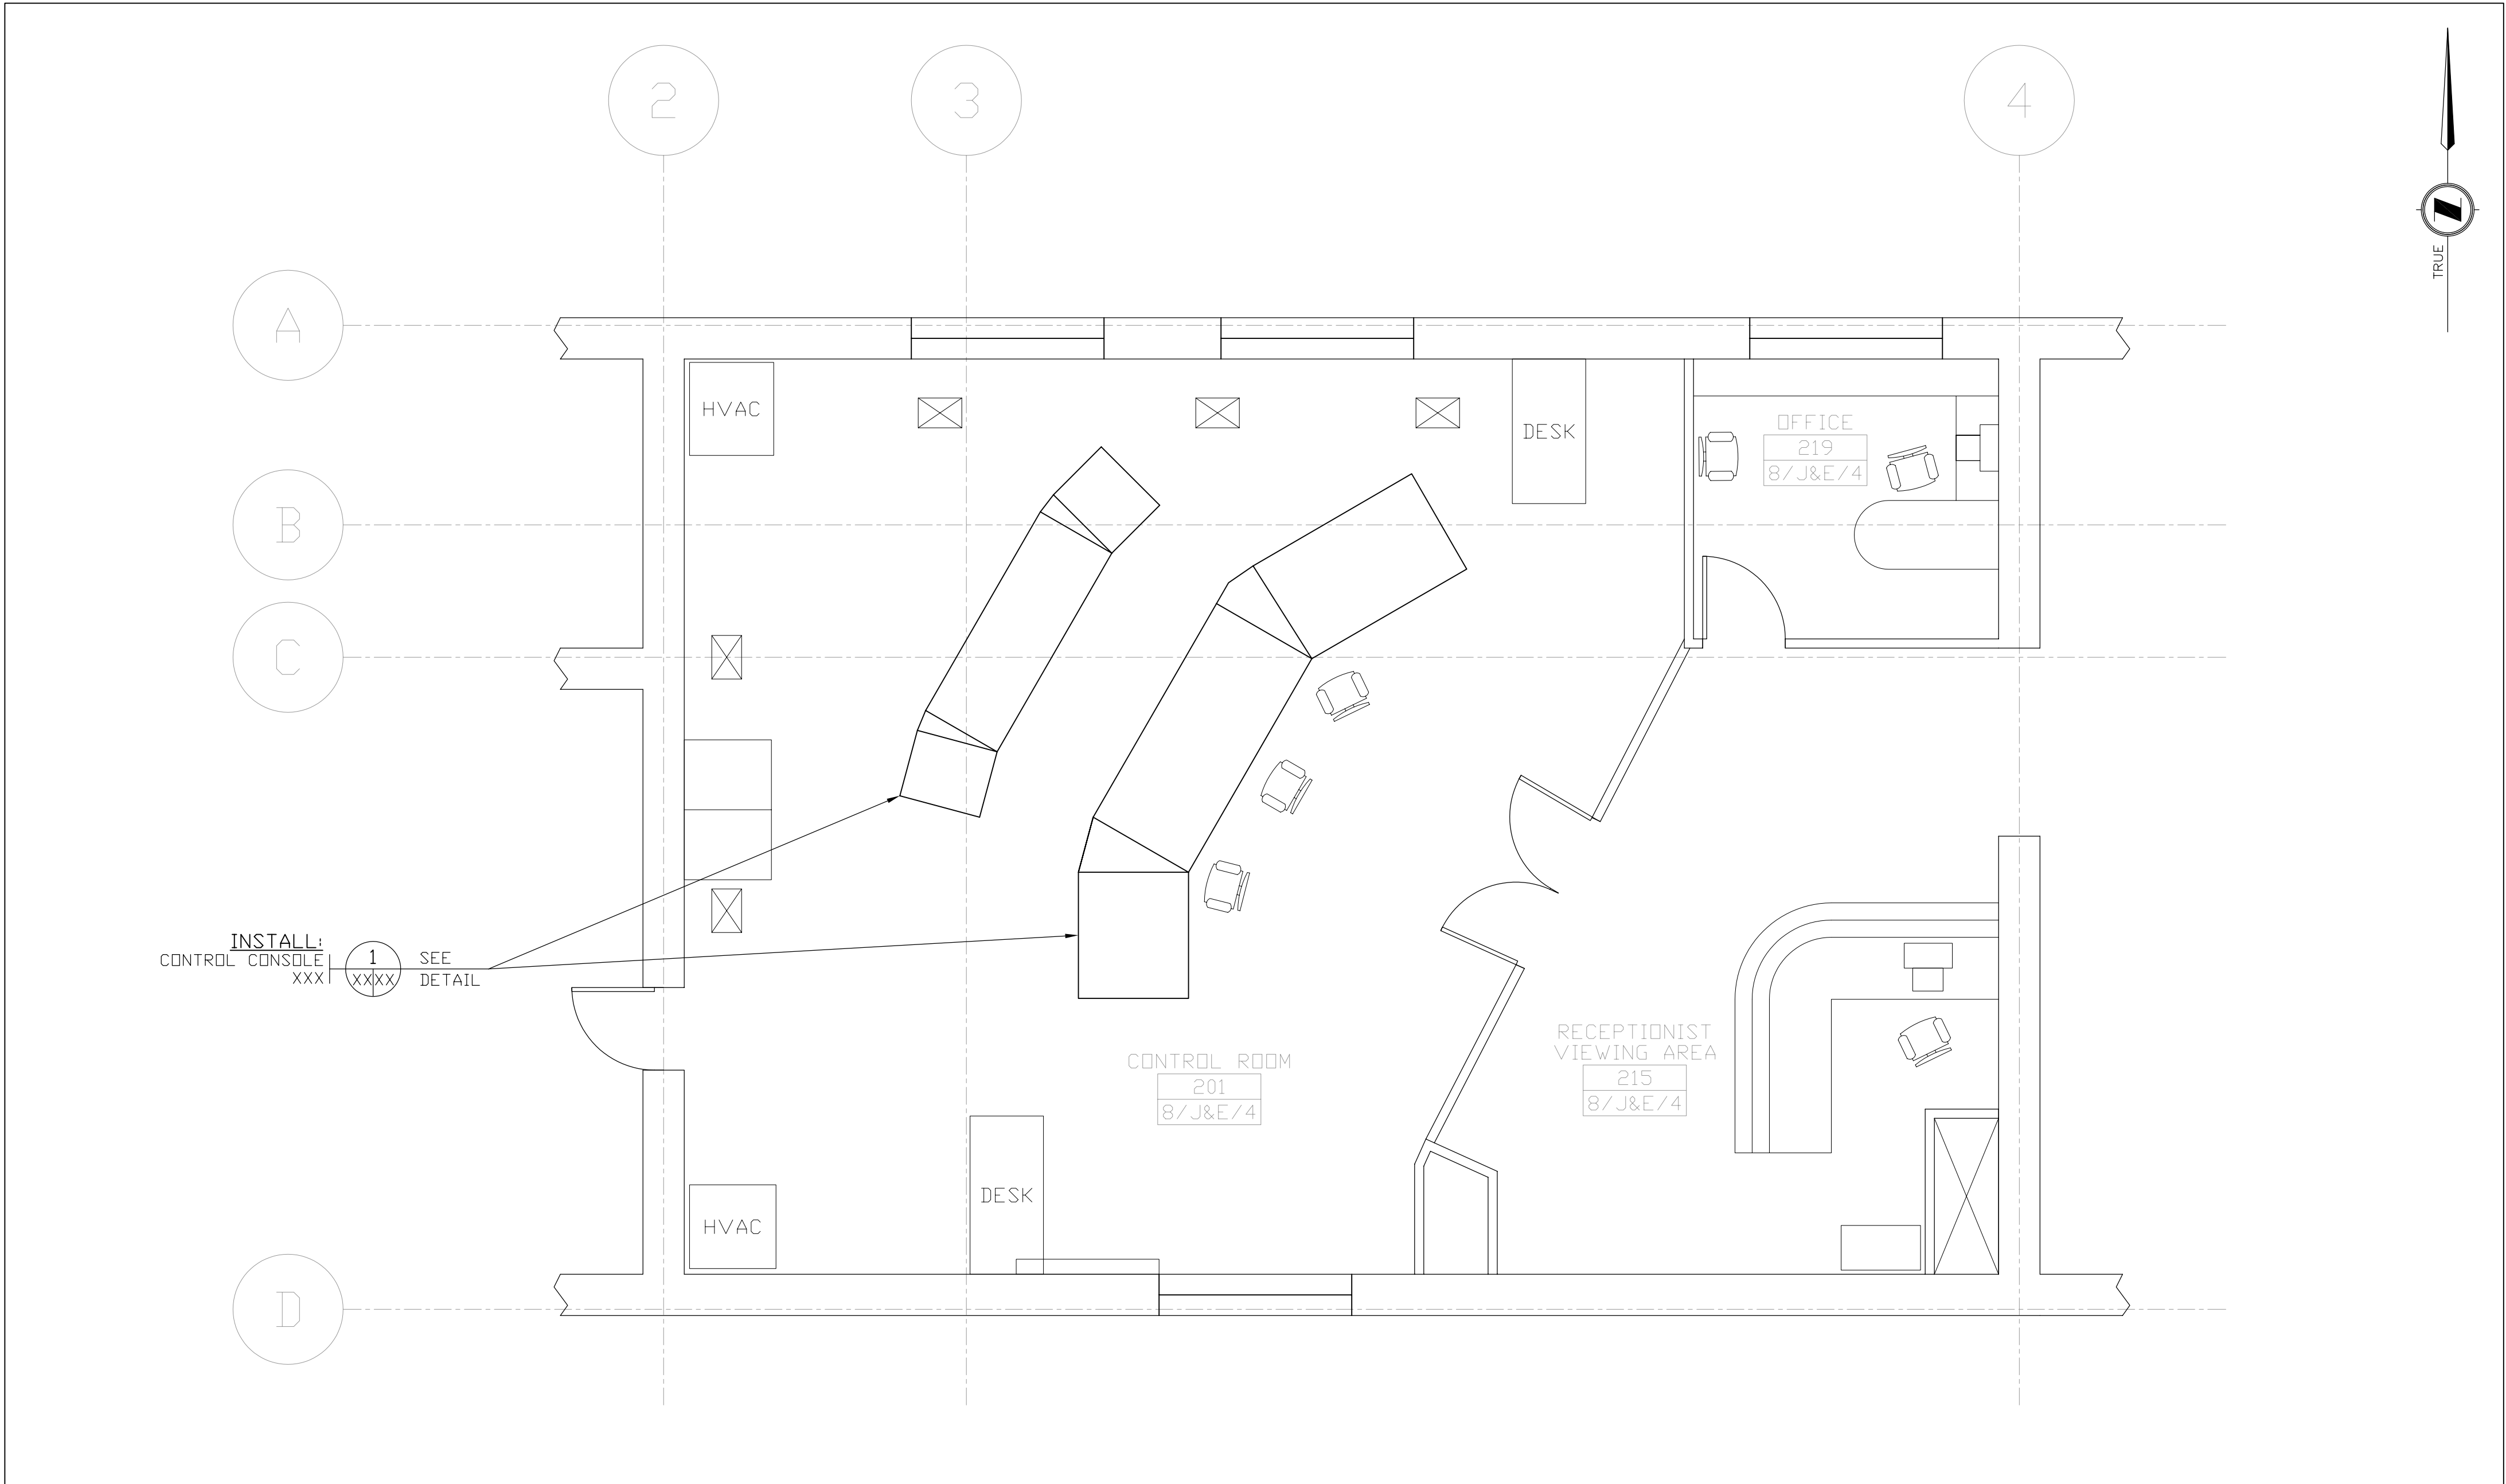 2
3
4
TRUE
N
A
HVAC
DESK
OFFICE
219
8/J&E/4
B
C
INSTALL:
CONTROL CONSOLE
XXX
1
XXXX
SEE
DETAIL
RECEPTIONIST
VIEWING AREA
215
8/J&E/4
CONTROL ROOM
201
8/J&E/4
DESK
HVAC
D